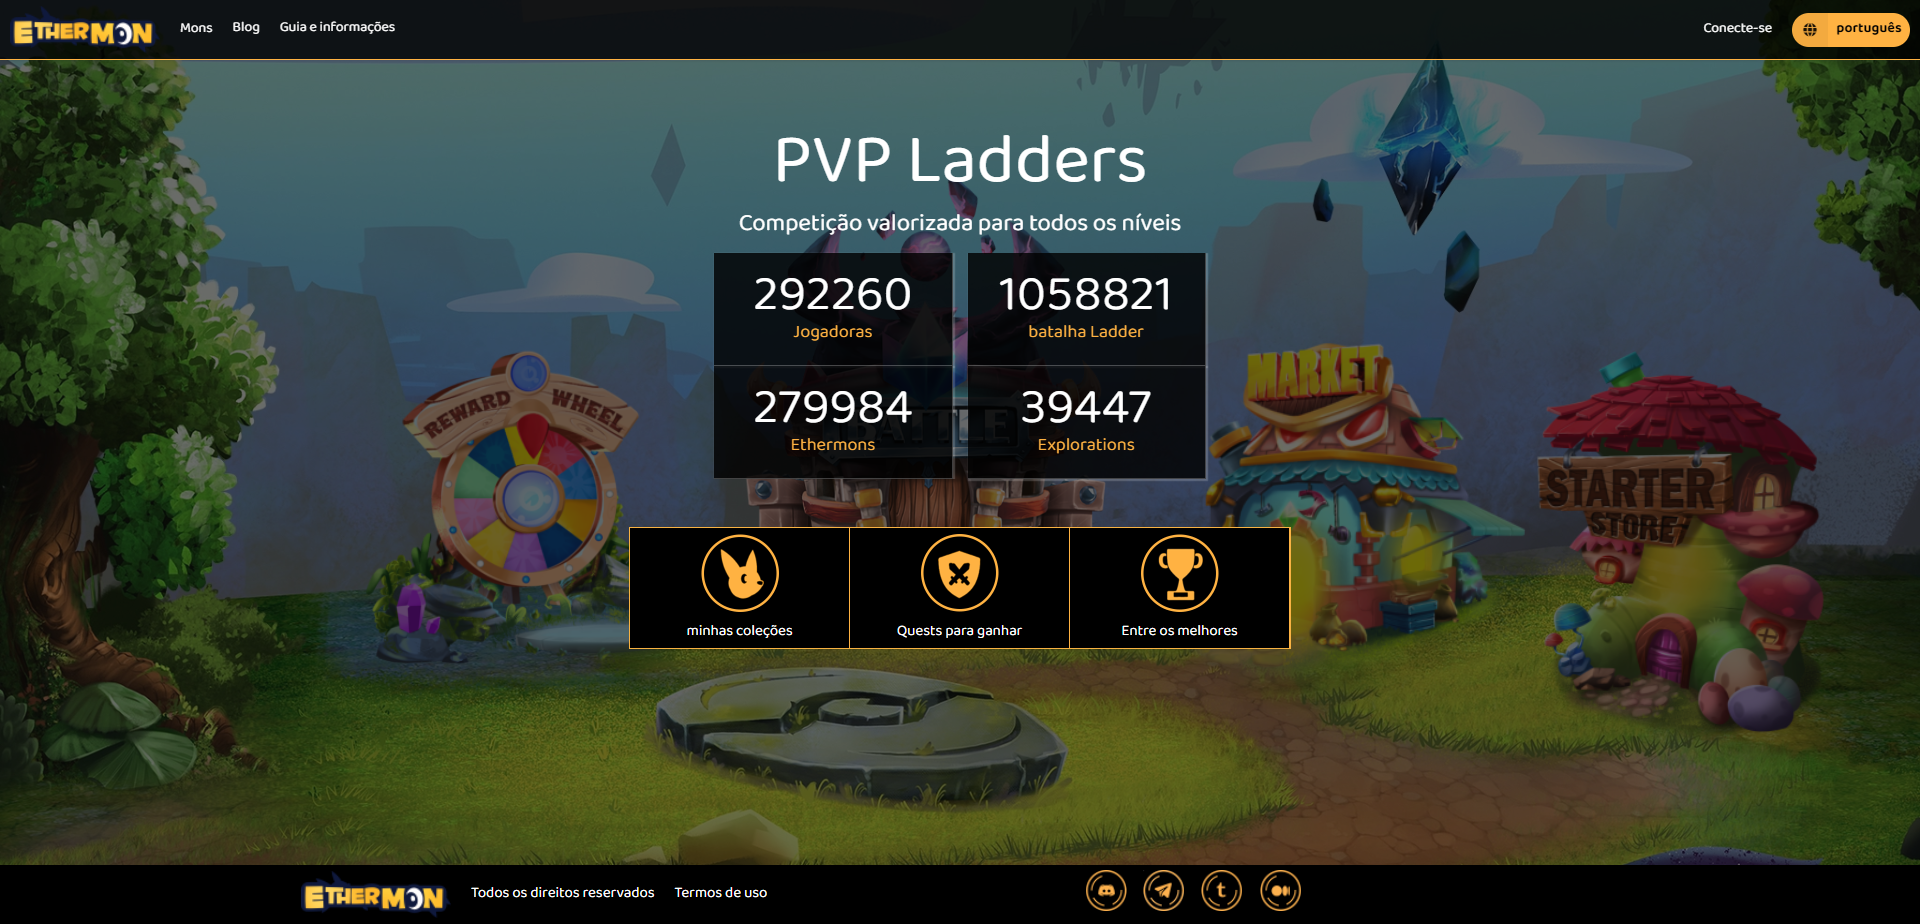 ETHERMON
Mons
Blog
Guia e informações
Conecte-se
português
PVP Ladders
Competição valorizada para todos os níveis
292260
Jogadoras
1058821
batalha Ladder
279984
Ethermons
39447
Explorations
REWARD WHEEL
BATTLE
MARKET
STARTER
STORE
minhas coleções
Quests para ganhar
Entre os melhores
ETHERMON
Todos os direitos reservados
Termos de uso
t